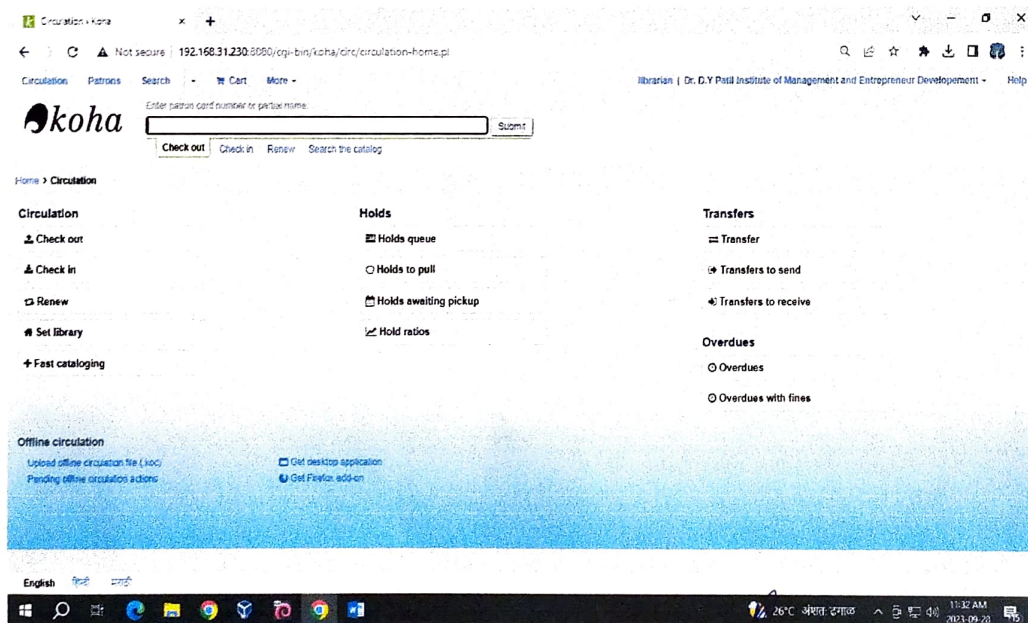 Circulation › Koha
Not secure | 192.168.31.230:8080/cgi-bin/koha/circ/circulation-home.pl
Circulation Patrons Search Cart More
librarian | Dr. D.Y Patil Institute of Management and Entrepreneur Developement Help
koha
Enter patron card number or partial name:
Submit
Check out Check in Renew Search the catalog
Home › Circulation
Circulation
Check out
Check in
Renew
Set library
Fast cataloging
Holds
Holds queue
Holds to pull
Holds awaiting pickup
Hold ratios
Transfers
Transfer
Transfers to send
Transfers to receive
Overdues
Overdues
Overdues with fines
Offline circulation
Upload offline circulation file (.koc)
Pending offline circulation actions
Get desktop application
Get Firefox add-on
English हिन्दी मराठी
26°C अंशत: ढगाळ
11:32 AM
2023-09-28